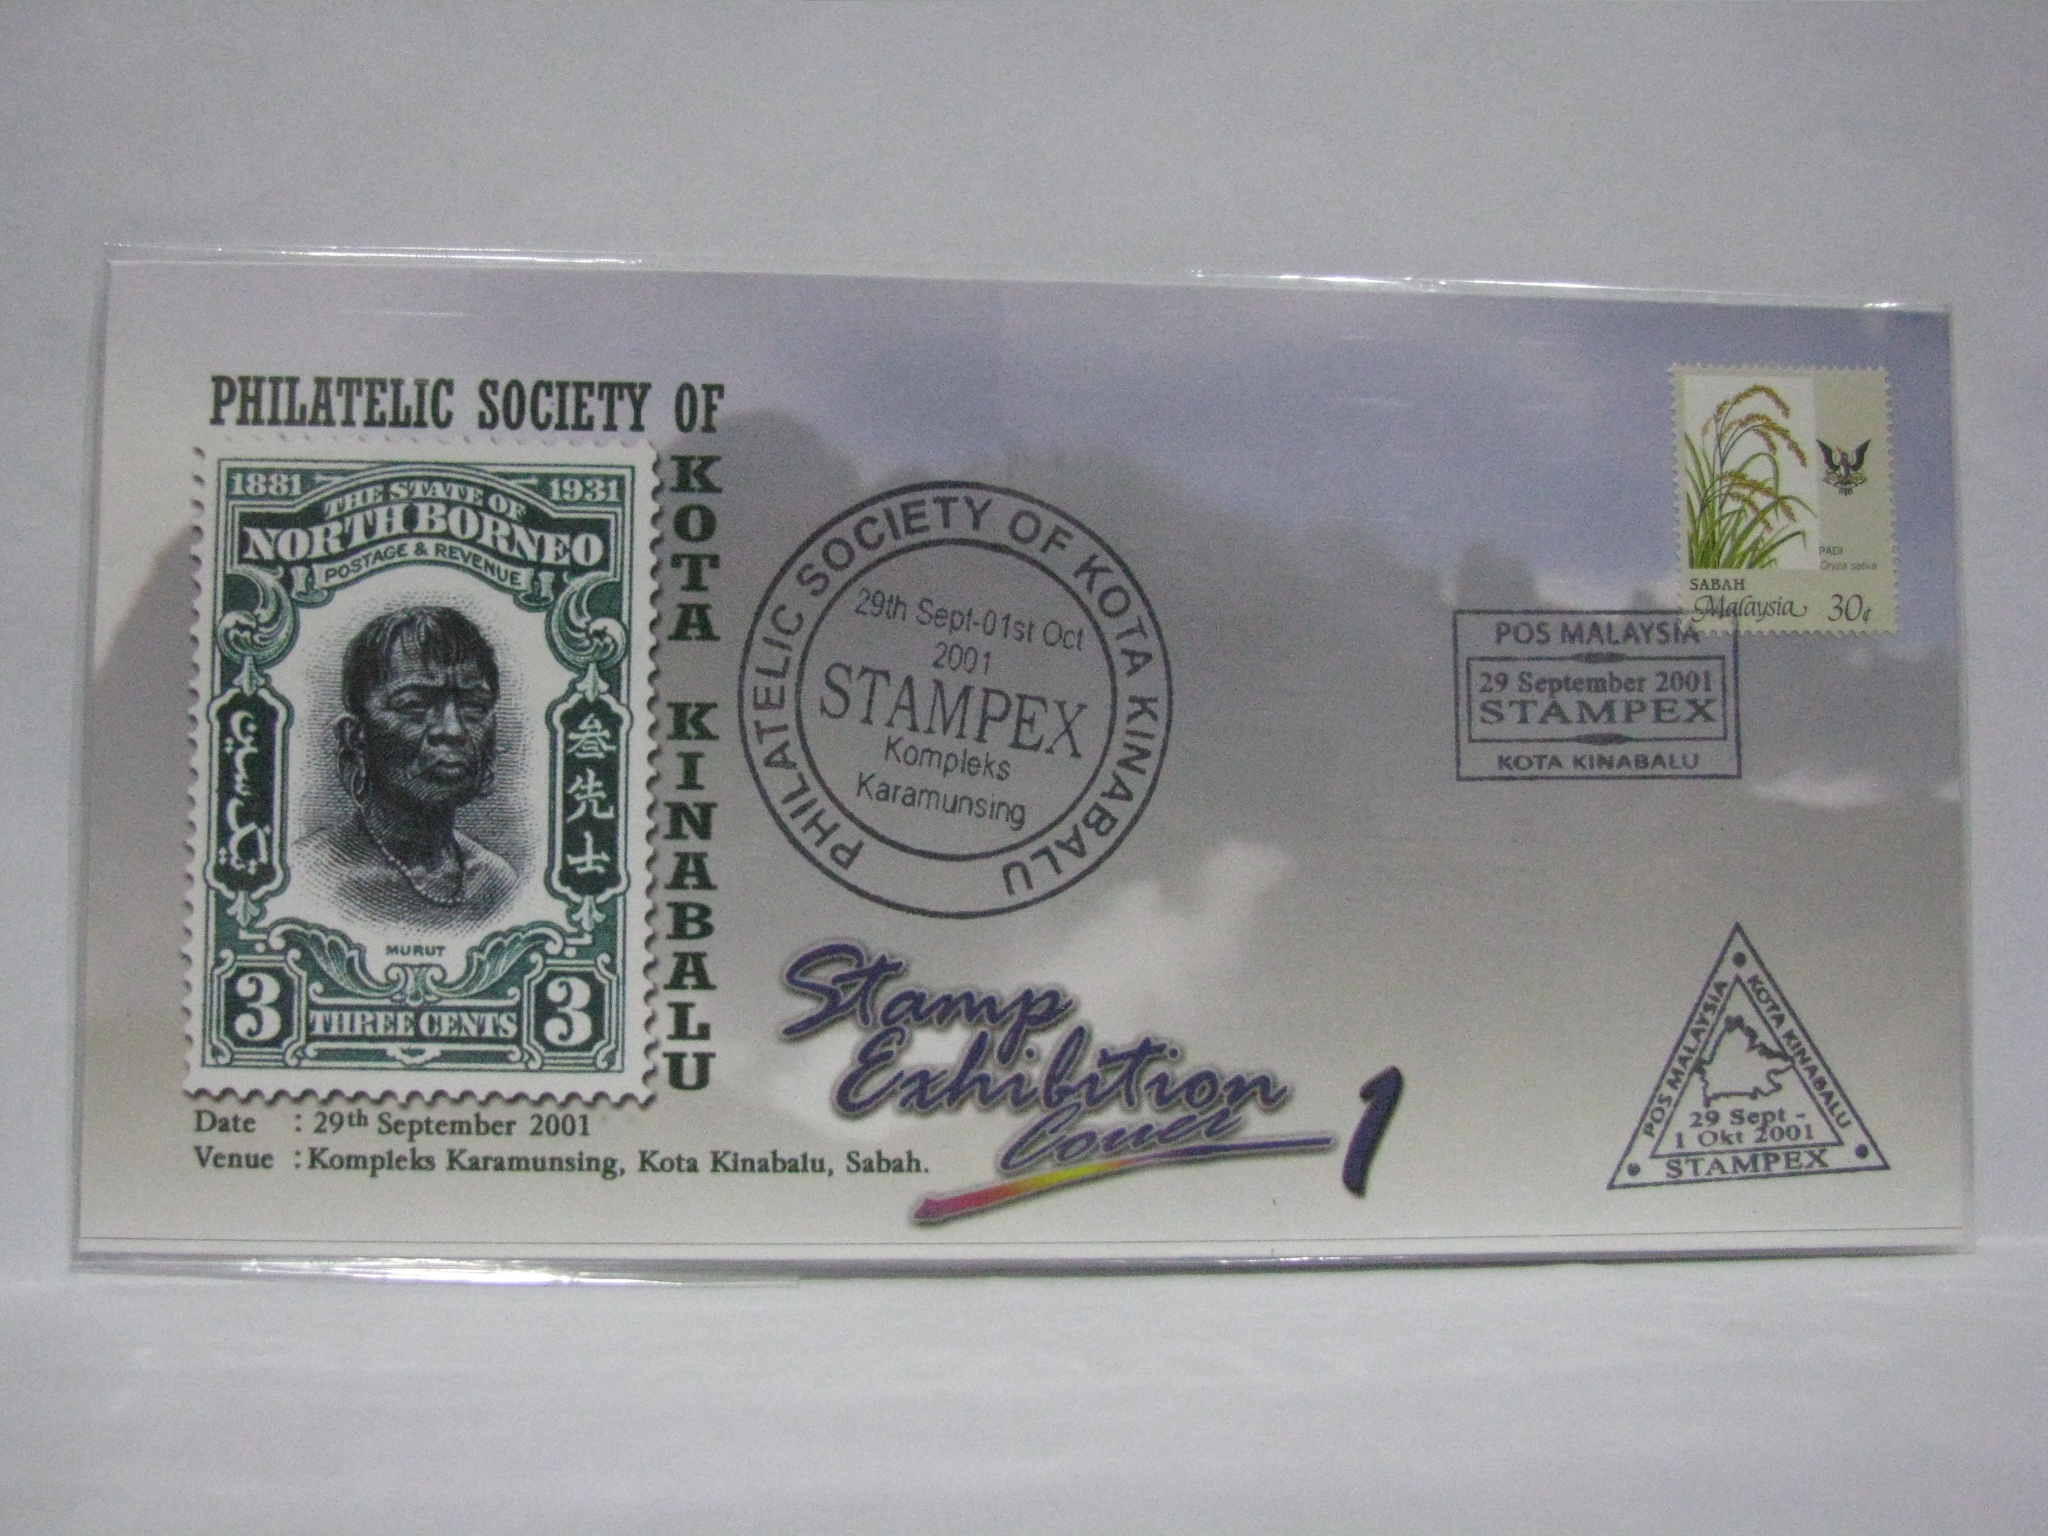 PHILATELIC SOCIETY OF
KOTA KINABALU
1881 1931
THE STATE OF
NORTH BORNEO
POSTAGE & REVENUE
تيݢ سين
叁先士
MURUT
3 THREE CENTS 3
Date : 29th September 2001
Venue : Kompleks Karamunsing, Kota Kinabalu, Sabah.
PHILATELIC SOCIETY OF KOTA KINABALU
29th Sept-01st Oct
2001
STAMPEX
Kompleks
Karamunsing
Stamp
Exhibition
Cover
1
PADI
Oryza sativa
SABAH
Malaysia 30¢
POS MALAYSIA
29 September 2001
STAMPEX
KOTA KINABALU
POS MALAYSIA KOTA KINABALU
29 Sept -
1 Okt 2001
STAMPEX